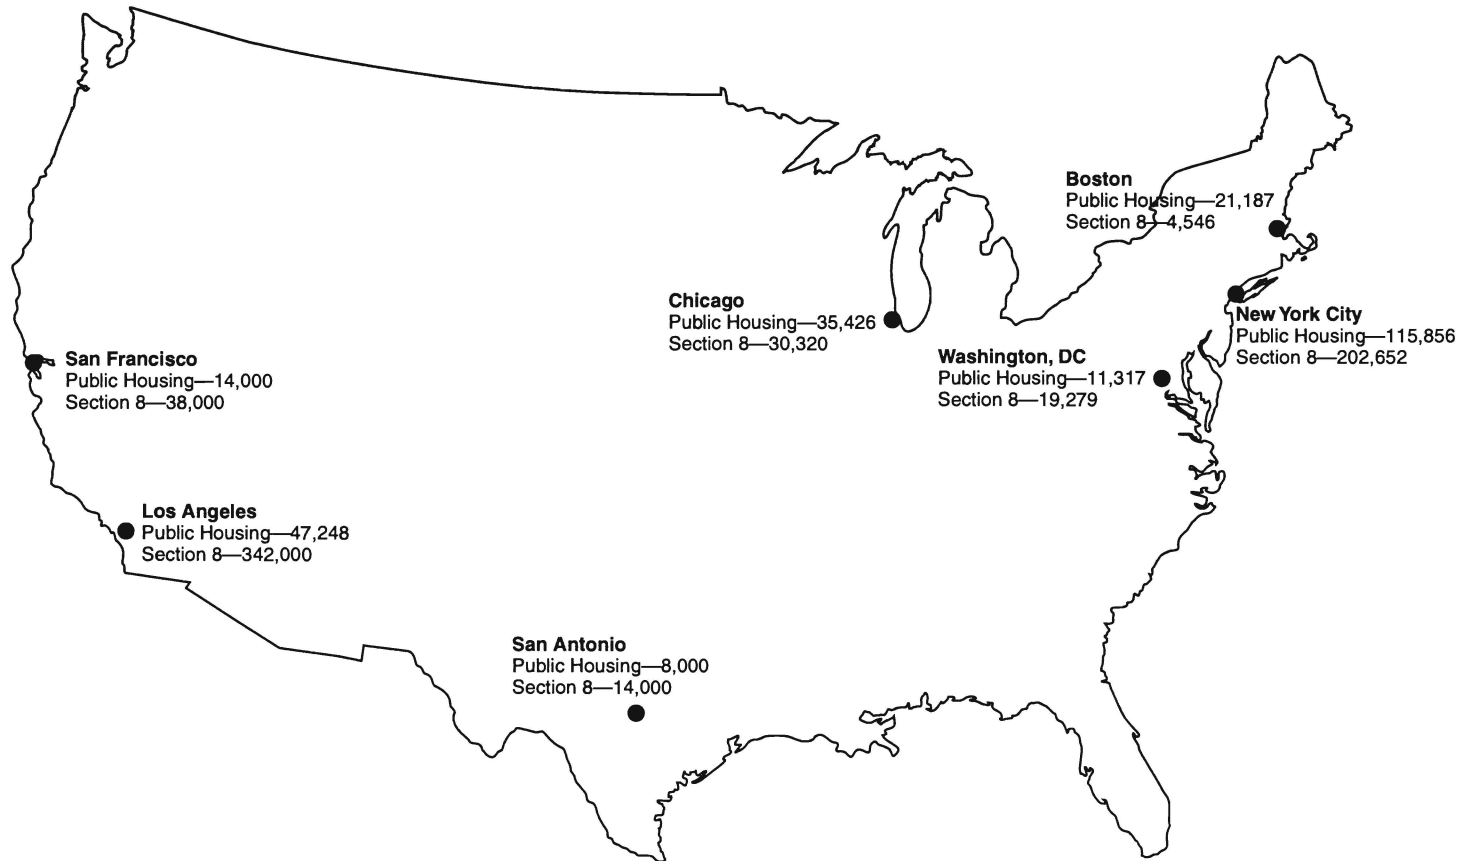 Boston
Public Housing—21,187
Section 8—4,546
Chicago
Public Housing—35,426
Section 8—30,320
New York City
Public Housing—115,856
Section 8—202,652
Washington, DC
Public Housing—11,317
Section 8—19,279
San Francisco
Public Housing—14,000
Section 8—38,000
Los Angeles
Public Housing—47,248
Section 8—342,000
San Antonio
Public Housing—8,000
Section 8—14,000